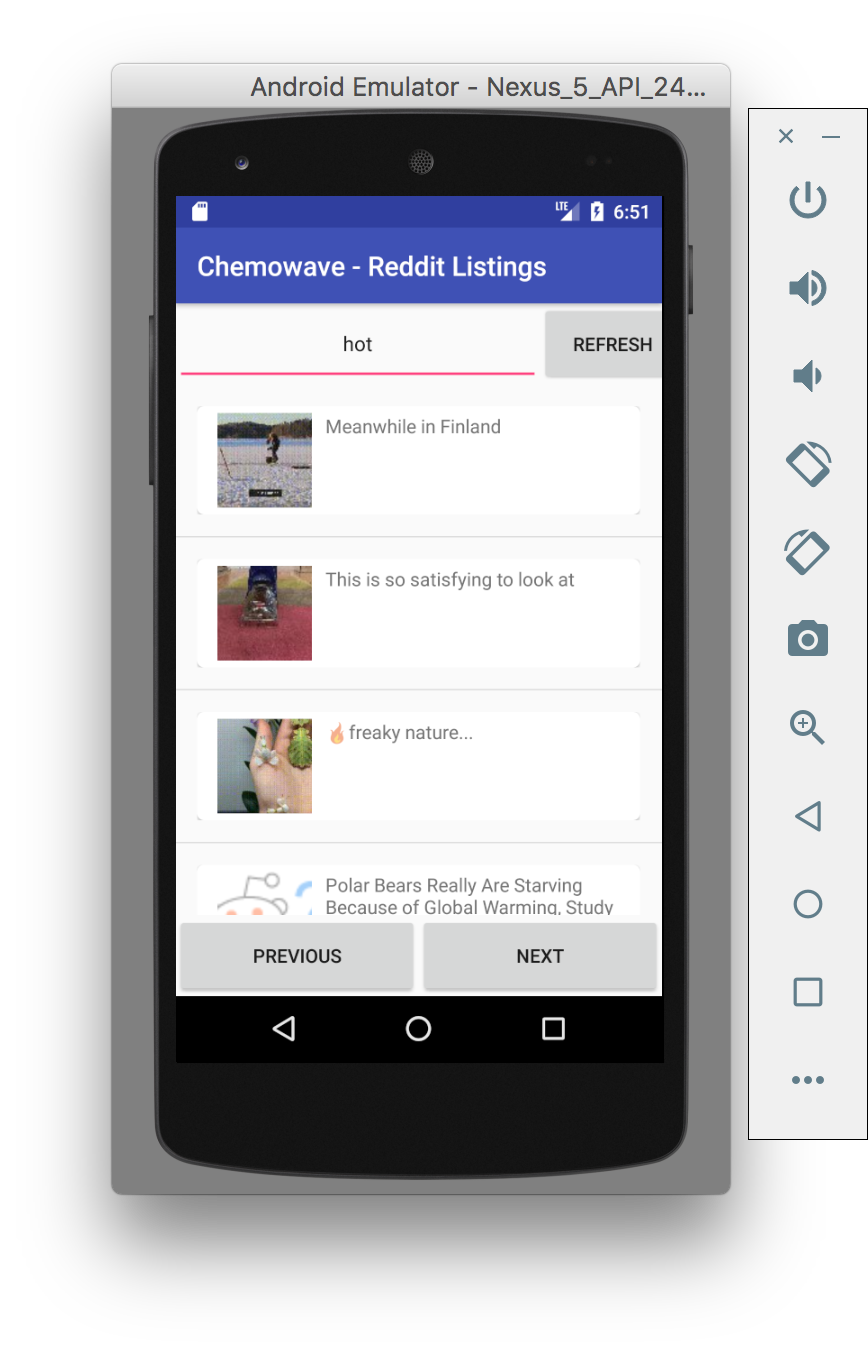 Android Emulator - Nexus_5_API_24...
LTE 6:51
Chemowave - Reddit Listings
hot
REFRESH
Meanwhile in Finland
This is so satisfying to look at
🔥freaky nature...
Polar Bears Really Are Starving
Because of Global Warming, Study
PREVIOUS
NEXT